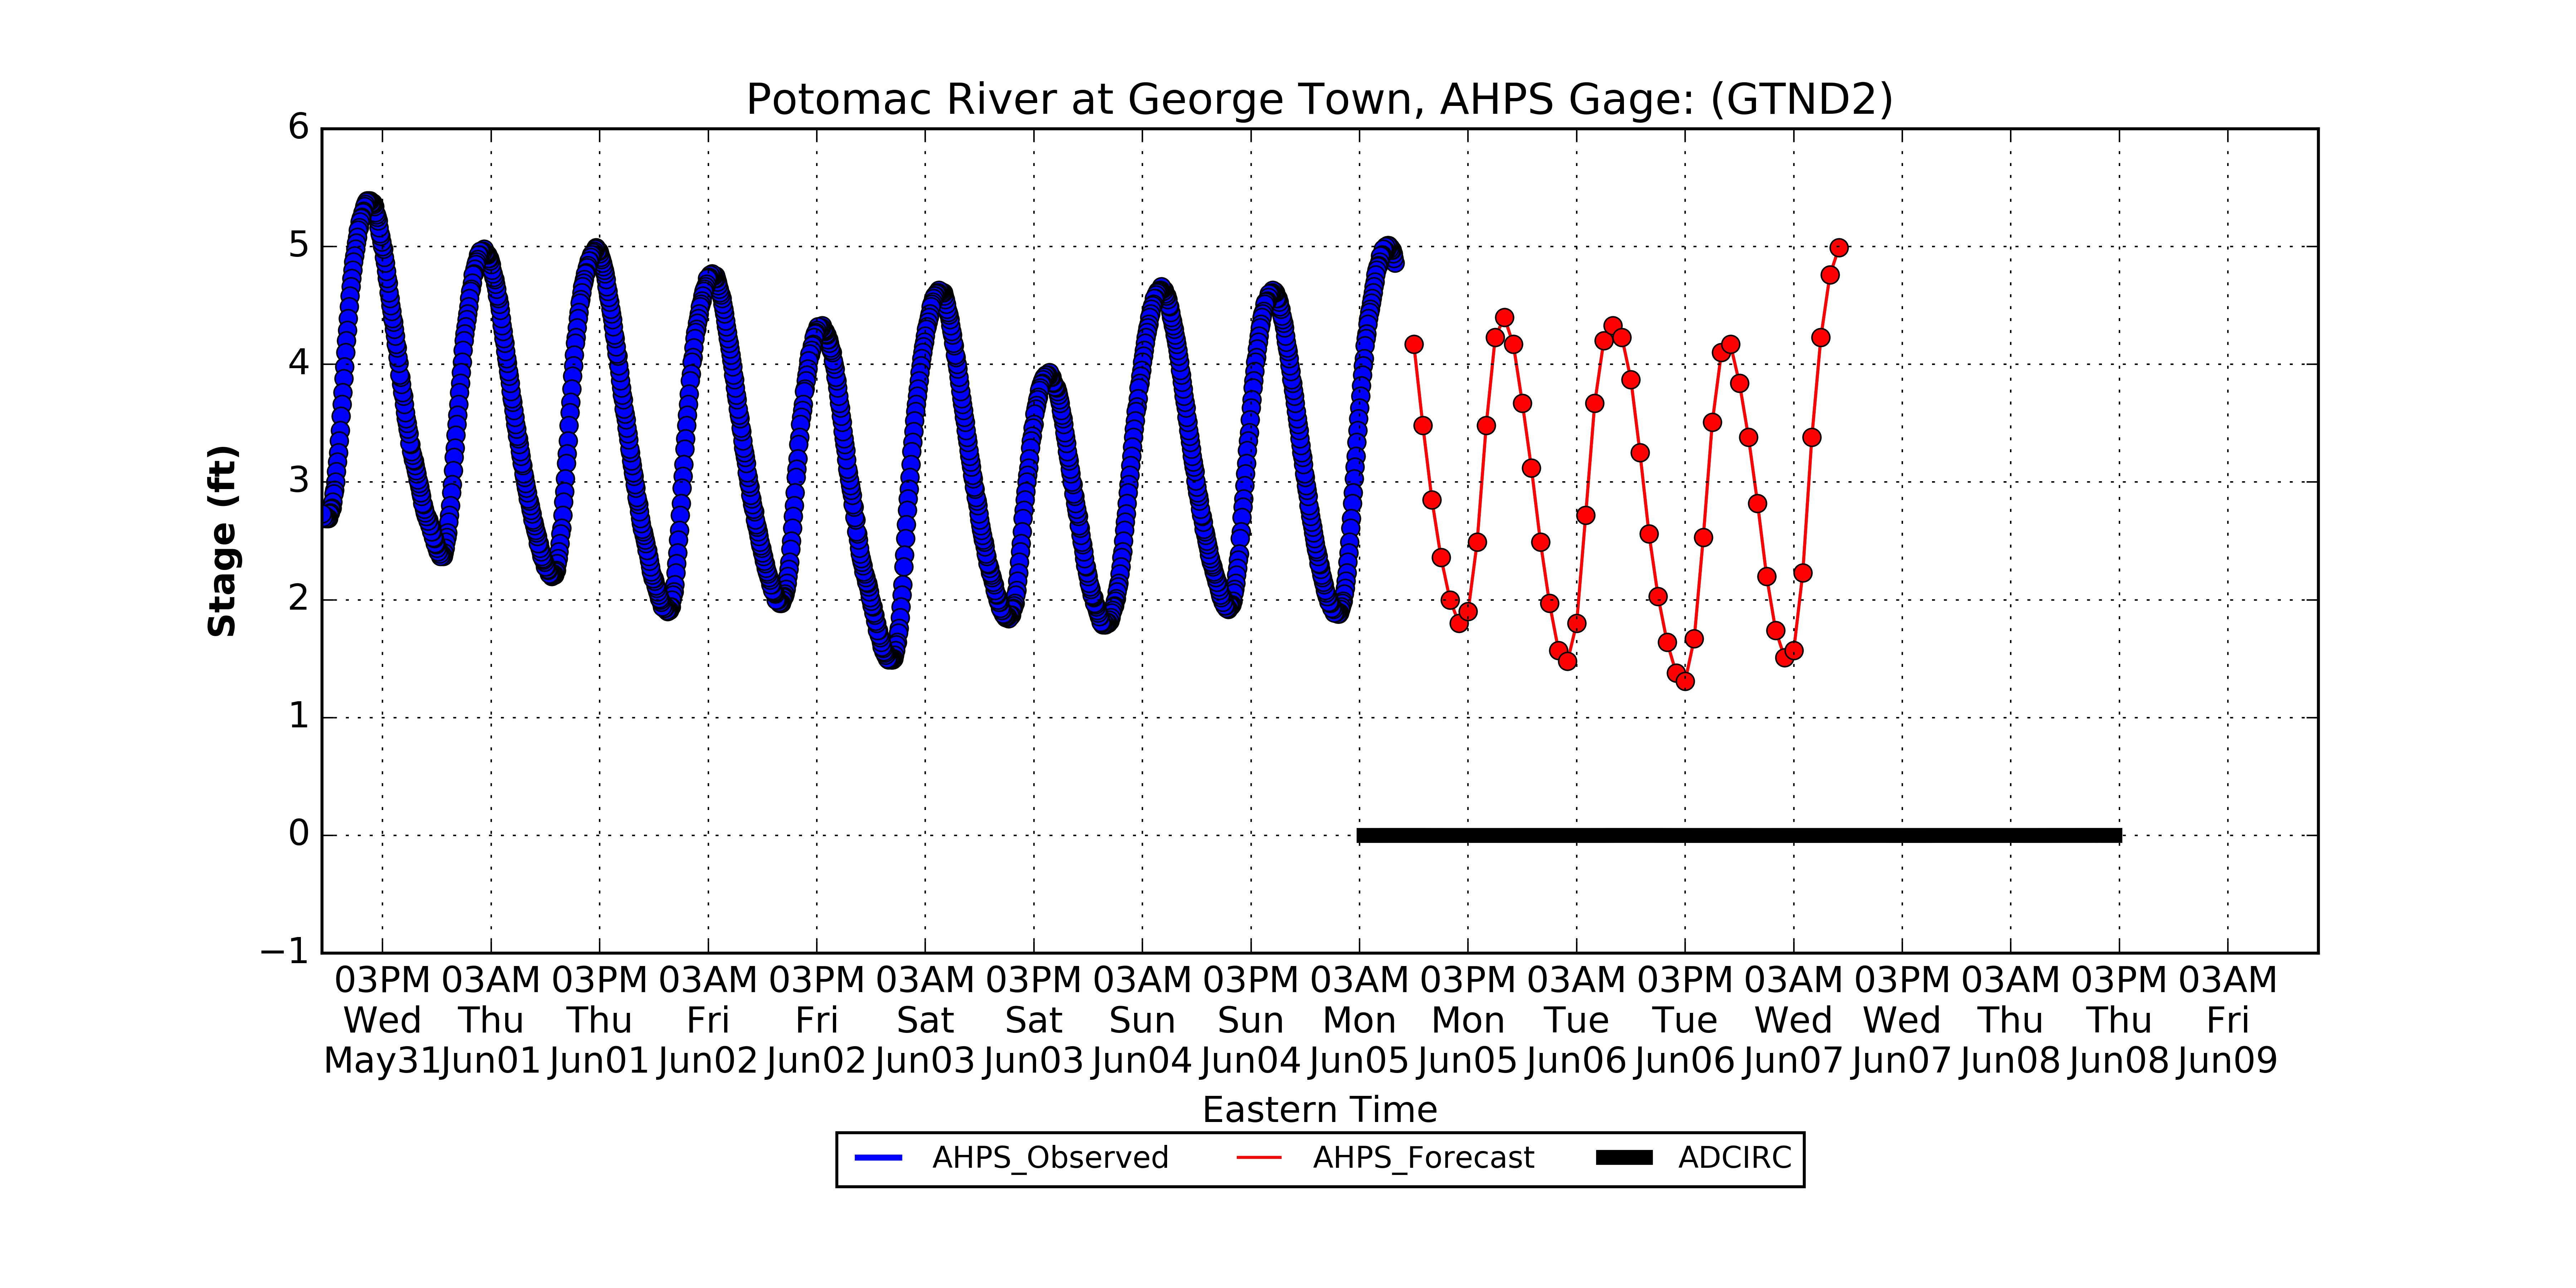 Potomac River at George Town, AHPS Gage: (GTND2)
Stage (ft)
6
5
4
3
2
1
0
−1
03PM 03AM 03PM 03AM 03PM 03AM 03PM 03AM 03PM 03AM 03PM 03AM 03PM 03AM 03PM 03AM 03PM 03AM
Wed Thu Thu Fri Fri Sat Sat Sun Sun Mon Mon Tue Tue Wed Wed Thu Thu Fri
May31 Jun01 Jun01 Jun02 Jun02 Jun03 Jun03 Jun04 Jun04 Jun05 Jun05 Jun06 Jun06 Jun07 Jun07 Jun08 Jun08 Jun09
Eastern Time
AHPS_Observed AHPS_Forecast ADCIRC